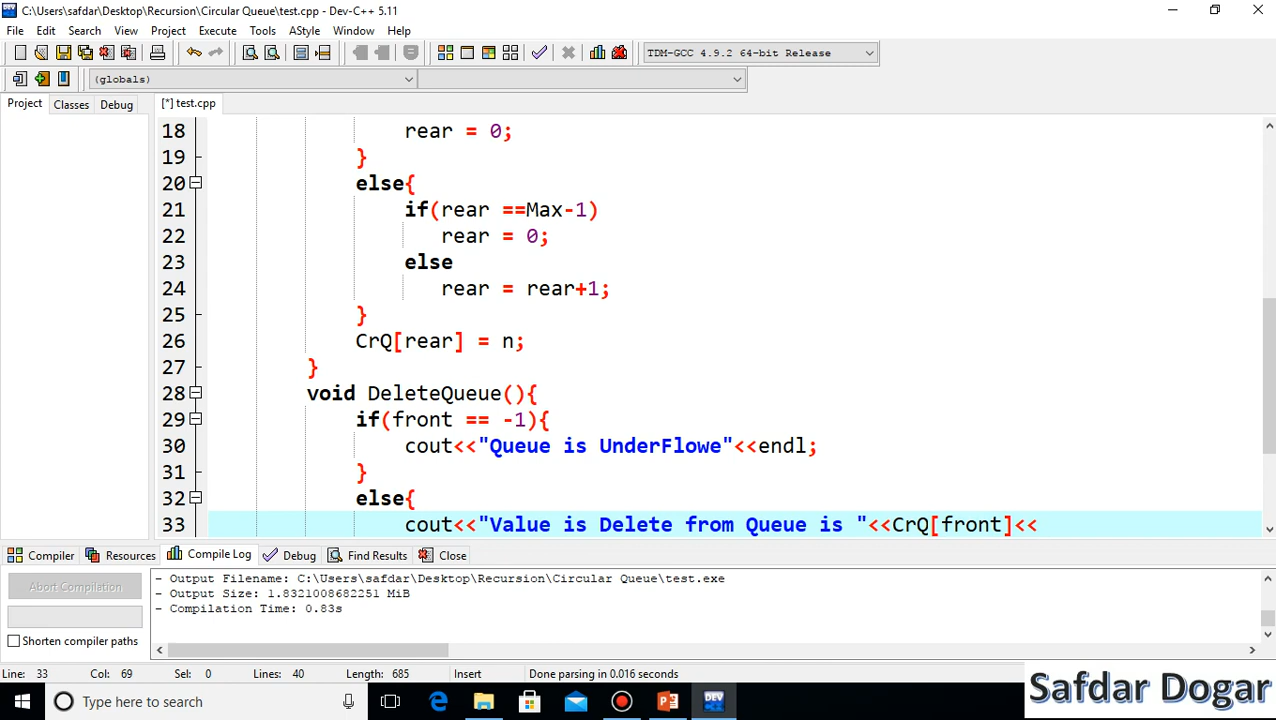 C:\Users\safdar\Desktop\Recursion\Circular Queue\test.cpp - Dev-C++ 5.11
File Edit Search View Project Execute Tools AStyle Window Help
TDM-GCC 4.9.2 64-bit Release
(globals)
Project Classes Debug [*] test.cpp
18 rear = 0;
19 }
20 else{
21 if(rear ==Max-1)
22 rear = 0;
23 else
24 rear = rear+1;
25 }
26 CrQ[rear] = n;
27 }
28 void DeleteQueue(){
29 if(front == -1){
30 cout<<"Queue is UnderFlowe"<<endl;
31 }
32 else{
33 cout<<"Value is Delete from Queue is "<<CrQ[front]<<
Compiler Resources Compile Log Debug Find Results Close
Abort Compilation
- Output Filename: C:\Users\safdar\Desktop\Recursion\Circular Queue\test.exe
- Output Size: 1.8321008682251 MiB
- Compilation Time: 0.83s
Shorten compiler paths
Line: 33 Col: 69 Sel: 0 Lines: 40 Length: 685 Insert Done parsing in 0.016 seconds
Type here to search
DEV
Safdar Dogar